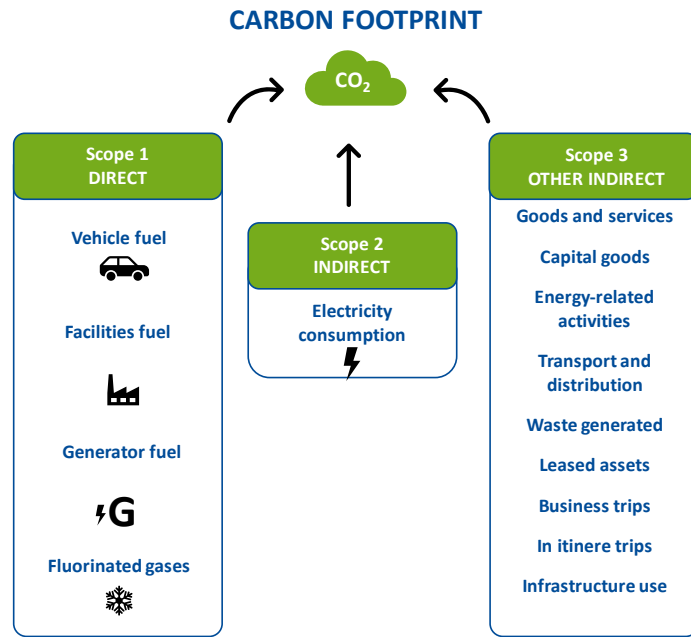 CARBON FOOTPRINT
CO₂
Scope 1
DIRECT
Vehicle fuel
Facilities fuel
Generator fuel
G
Fluorinated gases
Scope 2
INDIRECT
Electricity
consumption
Scope 3
OTHER INDIRECT
Goods and services
Capital goods
Energy-related
activities
Transport and
distribution
Waste generated
Leased assets
Business trips
In itinere trips
Infrastructure use